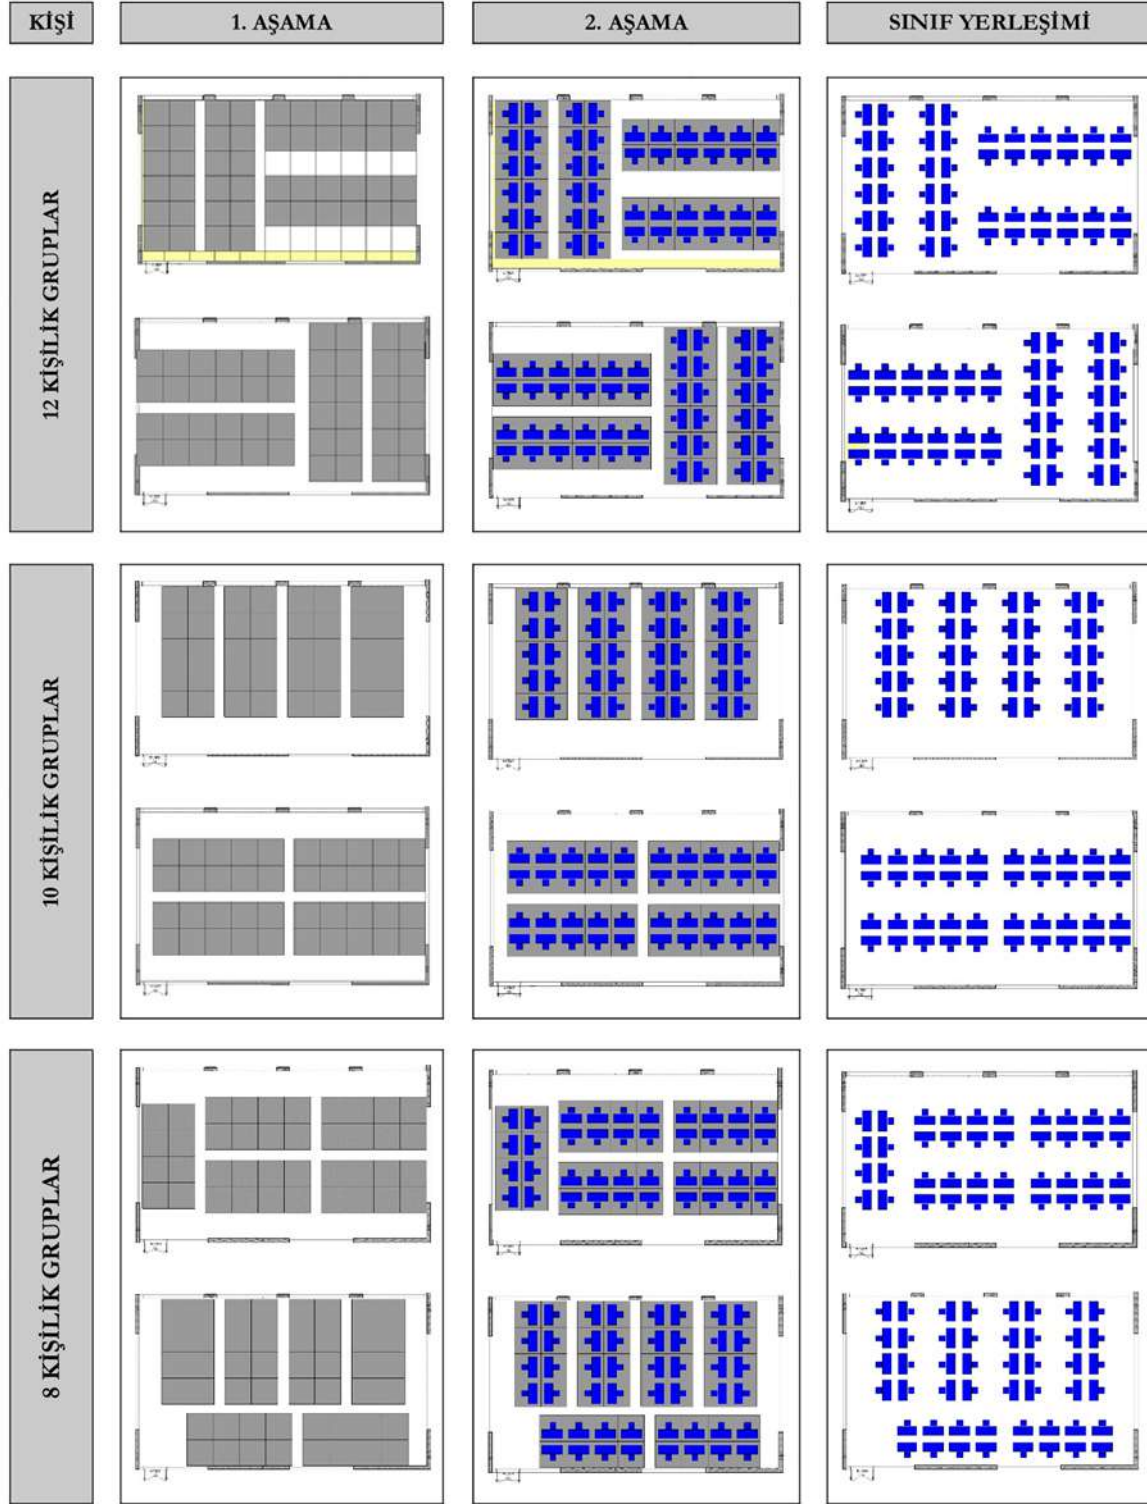 KİŞİ
1. AŞAMA
2. AŞAMA
SINIF YERLEŞİMİ
12 KİŞİLİK GRUPLAR
10 KİŞİLİK GRUPLAR
8 KİŞİLİK GRUPLAR